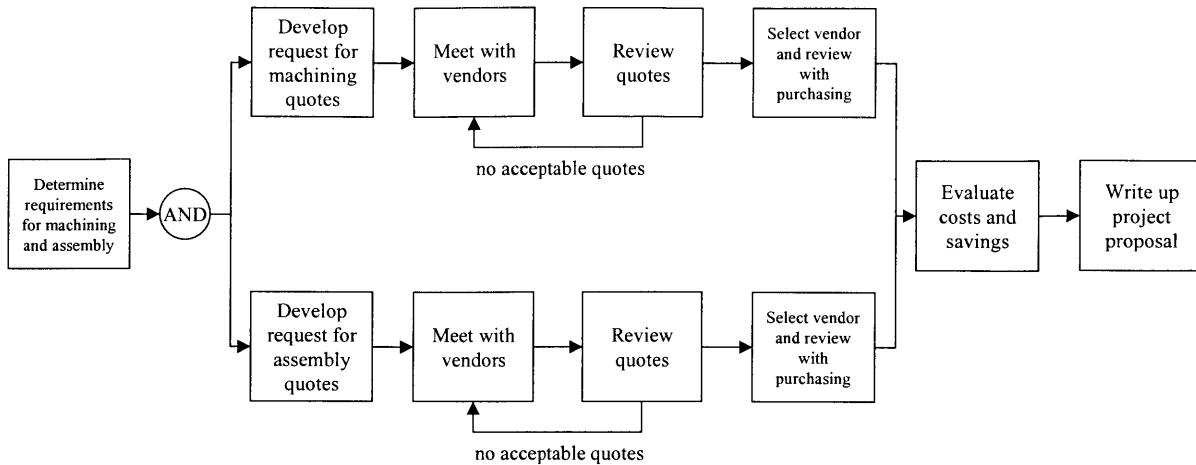 Determine
requirements
for machining
and assembly
AND
Develop
request for
machining
quotes
Meet with
vendors
Review
quotes
Select vendor
and review
with
purchasing
no acceptable quotes
Develop
request for
assembly
quotes
Meet with
vendors
Review
quotes
Select vendor
and review
with
purchasing
no acceptable quotes
Evaluate
costs and
savings
Write up
project
proposal